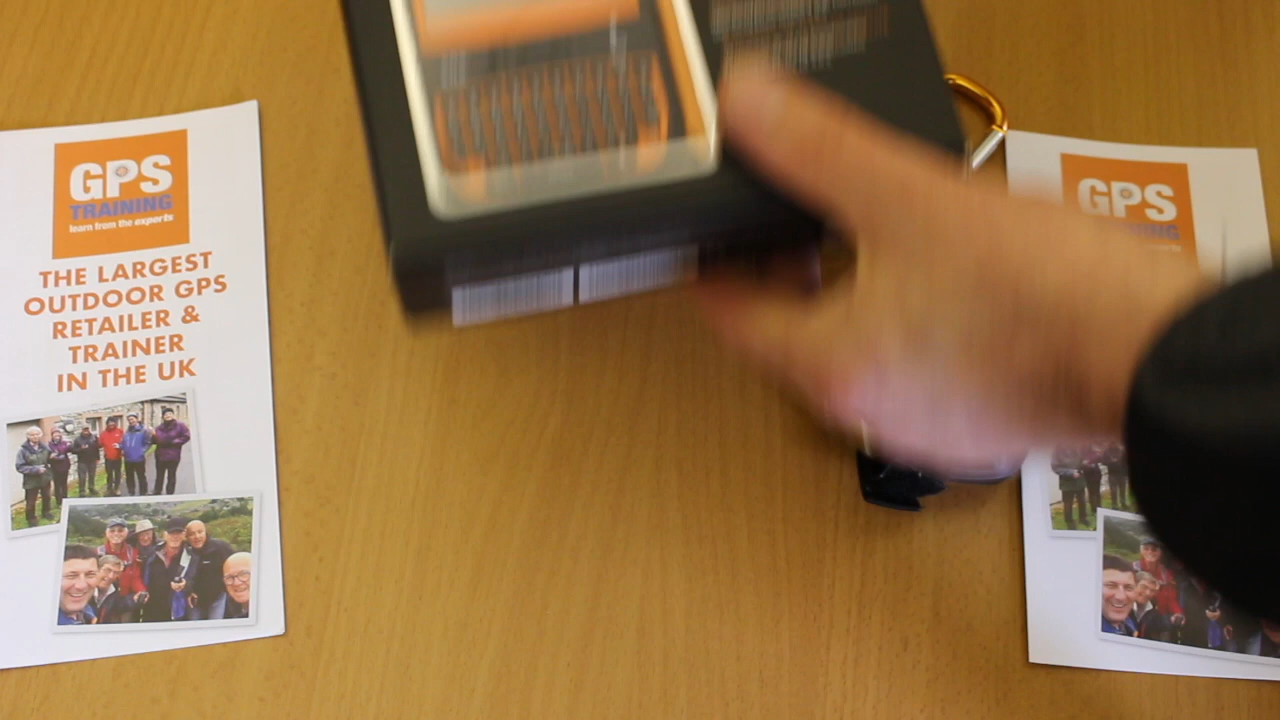 GPS
TRAINING
learn from the experts
THE LARGEST
OUTDOOR GPS
RETAILER &
TRAINER
IN THE UK
GPS